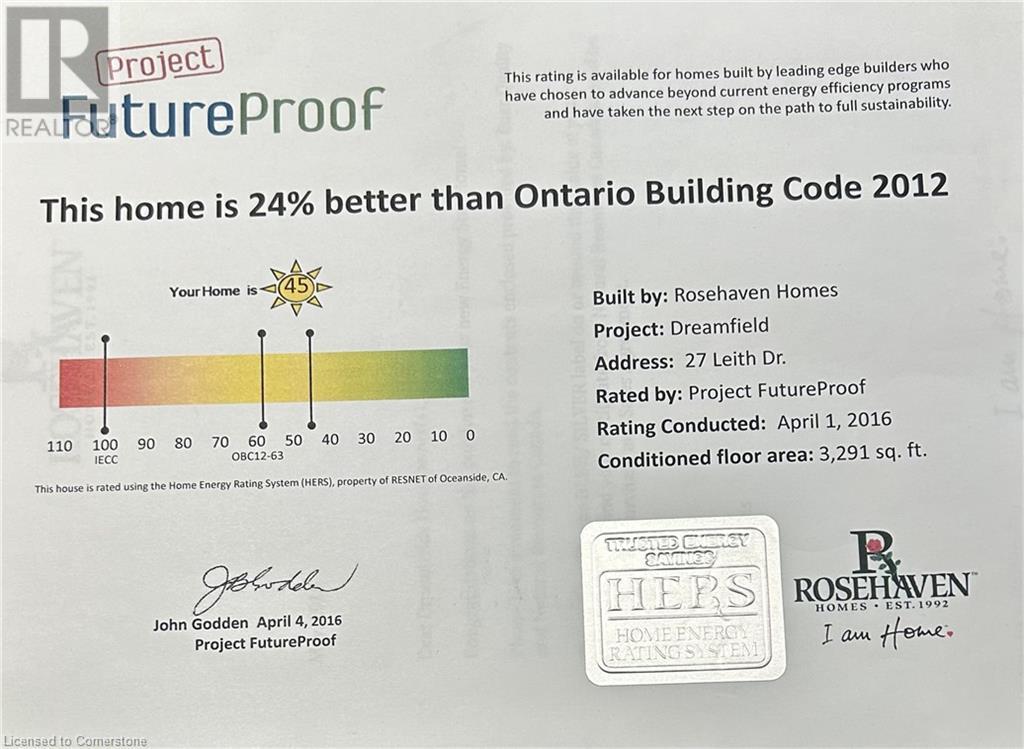 Project
FutureProof
REALTOR®
This rating is available for homes built by leading edge builders who
have chosen to advance beyond current energy efficiency programs
and have taken the next step on the path to full sustainability.
This home is 24% better than Ontario Building Code 2012
Your Home is 45
110 100 90 80 70 60 50 40 30 20 10 0
IECC OBC12-63
This house is rated using the Home Energy Rating System (HERS), property of RESNET of Oceanside, CA.
Built by: Rosehaven Homes
Project: Dreamfield
Address: 27 Leith Dr.
Rated by: Project FutureProof
Rating Conducted: April 1, 2016
Conditioned floor area: 3,291 sq. ft.
John Godden April 4, 2016
Project FutureProof
TRUSTED ENERGY
SAVINGS
HERS
HOME ENERGY
RATING SYSTEM
R
ROSEHAVEN™
HOMES • EST. 1992
I am Home.
Licensed to Cornerstone